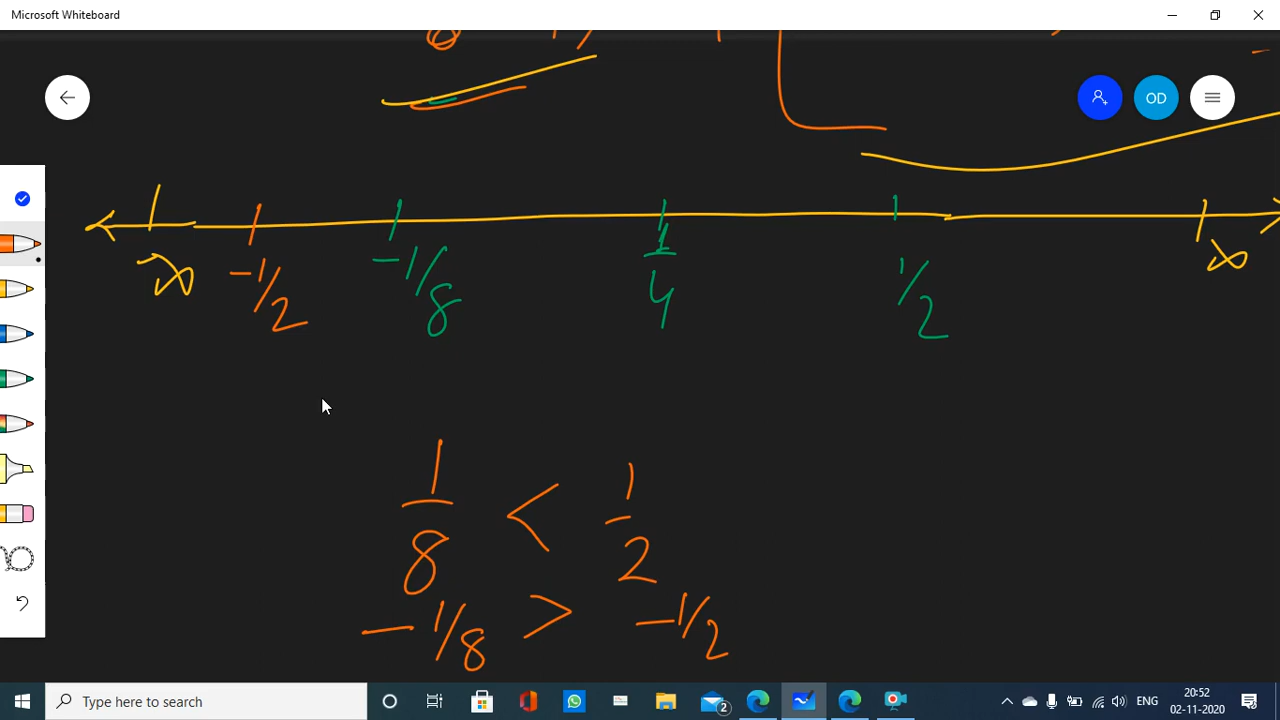 Microsoft Whiteboard
OD
-∞ -1/2 -1/8 1/4 1/2 ∞
1/8 < 1/2
-1/8 > -1/2
Type here to search
2
ENG
20:52
02-11-2020